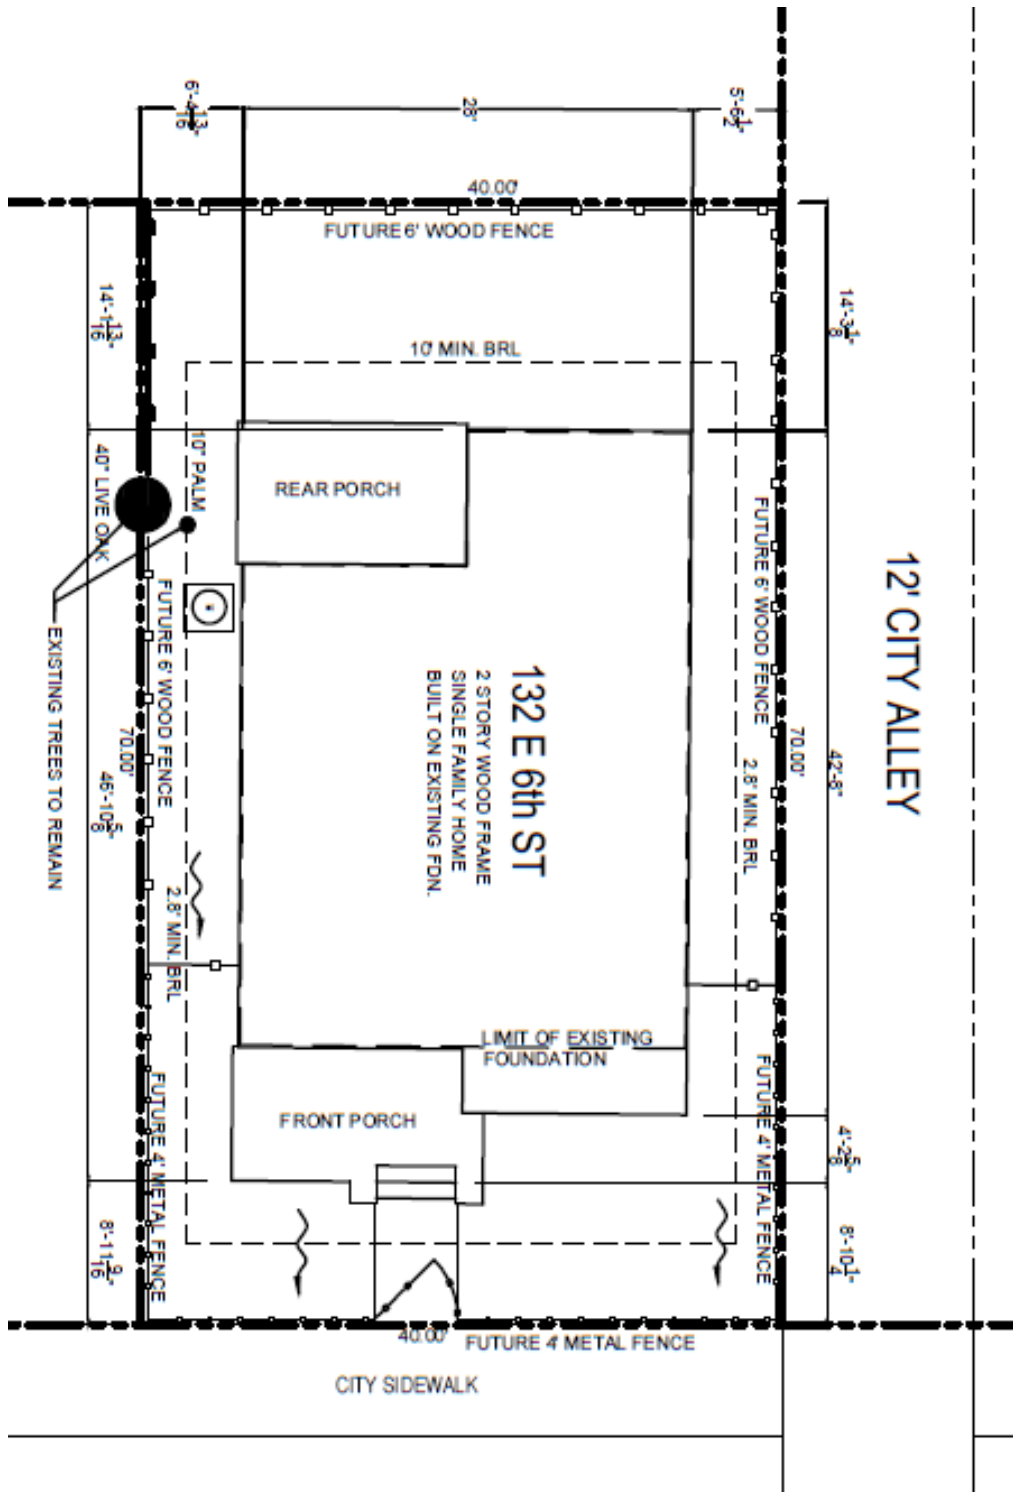 6'-4 13/16"
28'
5'-6 1/2"
40.00'
FUTURE 6' WOOD FENCE
14'-1 13/16"
14'-3 1/8"
10' MIN. BRL
40" LIVE OAK
10" PALM
REAR PORCH
FUTURE 6' WOOD FENCE
12' CITY ALLEY
EXISTING TREES TO REMAIN
FUTURE 6' WOOD FENCE
132 E 6th ST
2 STORY WOOD FRAME
SINGLE FAMILY HOME
BUILT ON EXISTING FDN.
70.00'
70.00'
46'-10 5/8"
42'-8"
2.8' MIN. BRL
2.8' MIN. BRL
LIMIT OF EXISTING
FOUNDATION
FRONT PORCH
FUTURE 4' METAL FENCE
FUTURE 4' METAL FENCE
4'-2 5/8"
8'-11 9/16"
8'-10 1/4"
40.00'
FUTURE 4' METAL FENCE
CITY SIDEWALK